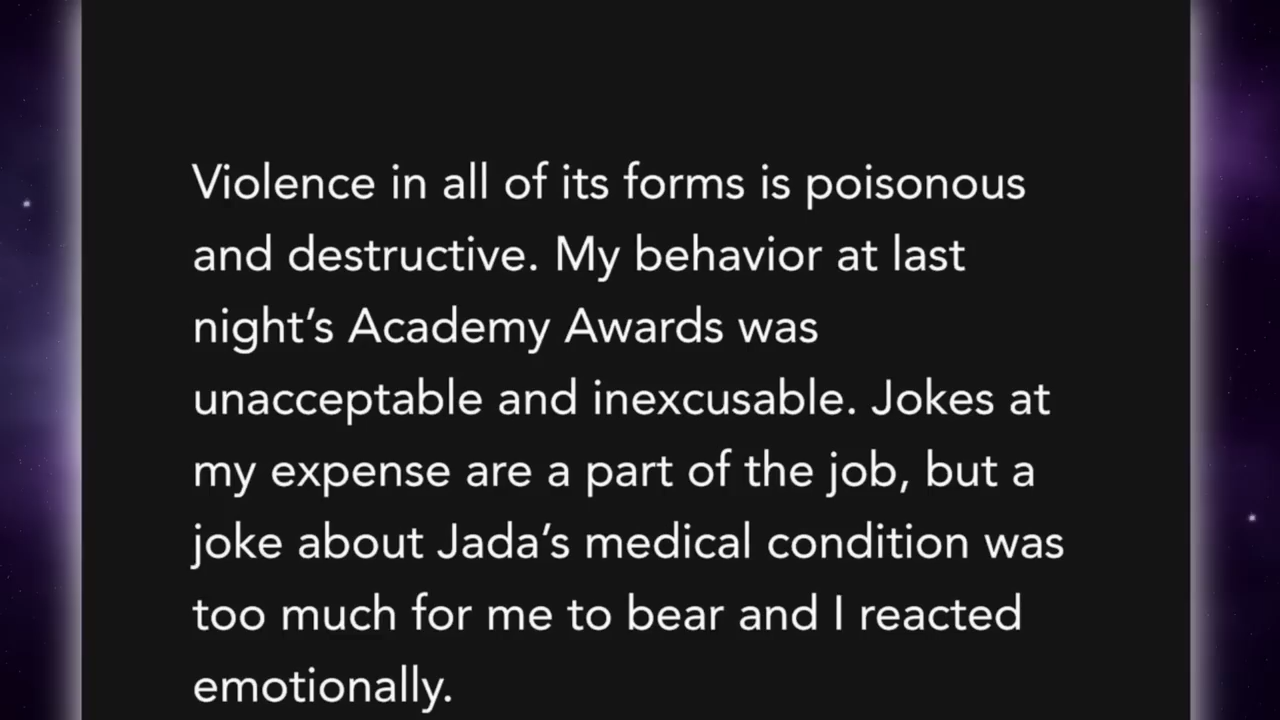 Violence in all of its forms is poisonous
and destructive. My behavior at last
night’s Academy Awards was
unacceptable and inexcusable. Jokes at
my expense are a part of the job, but a
joke about Jada’s medical condition was
too much for me to bear and I reacted
emotionally.